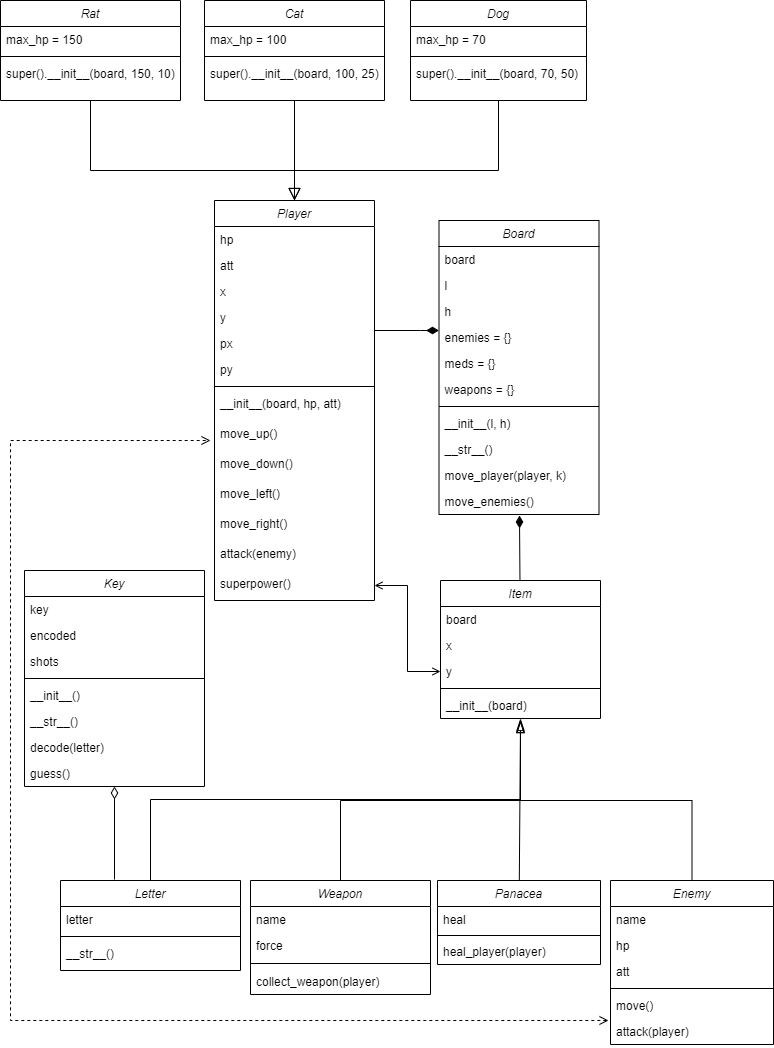 Rat
max_hp = 150
super().__init__(board, 150, 10)
Cat
max_hp = 100
super().__init__(board, 100, 25)
Dog
max_hp = 70
super().__init__(board, 70, 50)
Player
hp
att
x
y
px
py
__init__(board, hp, att)
move_up()
move_down()
move_left()
move_right()
attack(enemy)
superpower()
Board
board
l
h
enemies = {}
meds = {}
weapons = {}
__init__(l, h)
__str__()
move_player(player, k)
move_enemies()
Key
key
encoded
shots
__init__()
__str__()
decode(letter)
guess()
Item
board
x
y
__init__(board)
Letter
letter
__str__()
Weapon
name
force
collect_weapon(player)
Panacea
heal
heal_player(player)
Enemy
name
hp
att
move()
attack(player)